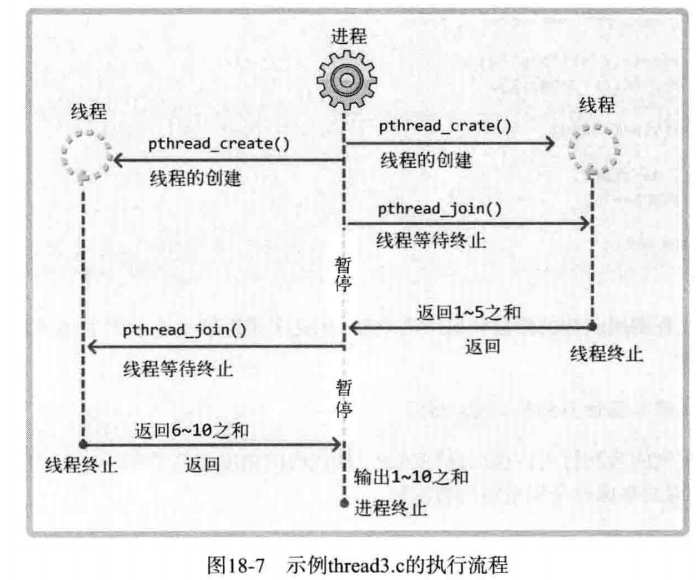 进程
线程
线程
pthread_create()
pthread_crate()
线程的创建
线程的创建
pthread_join()
线程等待终止
暂停
返回1~5之和
返回
线程终止
pthread_join()
线程等待终止
暂停
返回6~10之和
返回
线程终止
输出1~10之和
进程终止
图18-7 示例thread3.c的执行流程